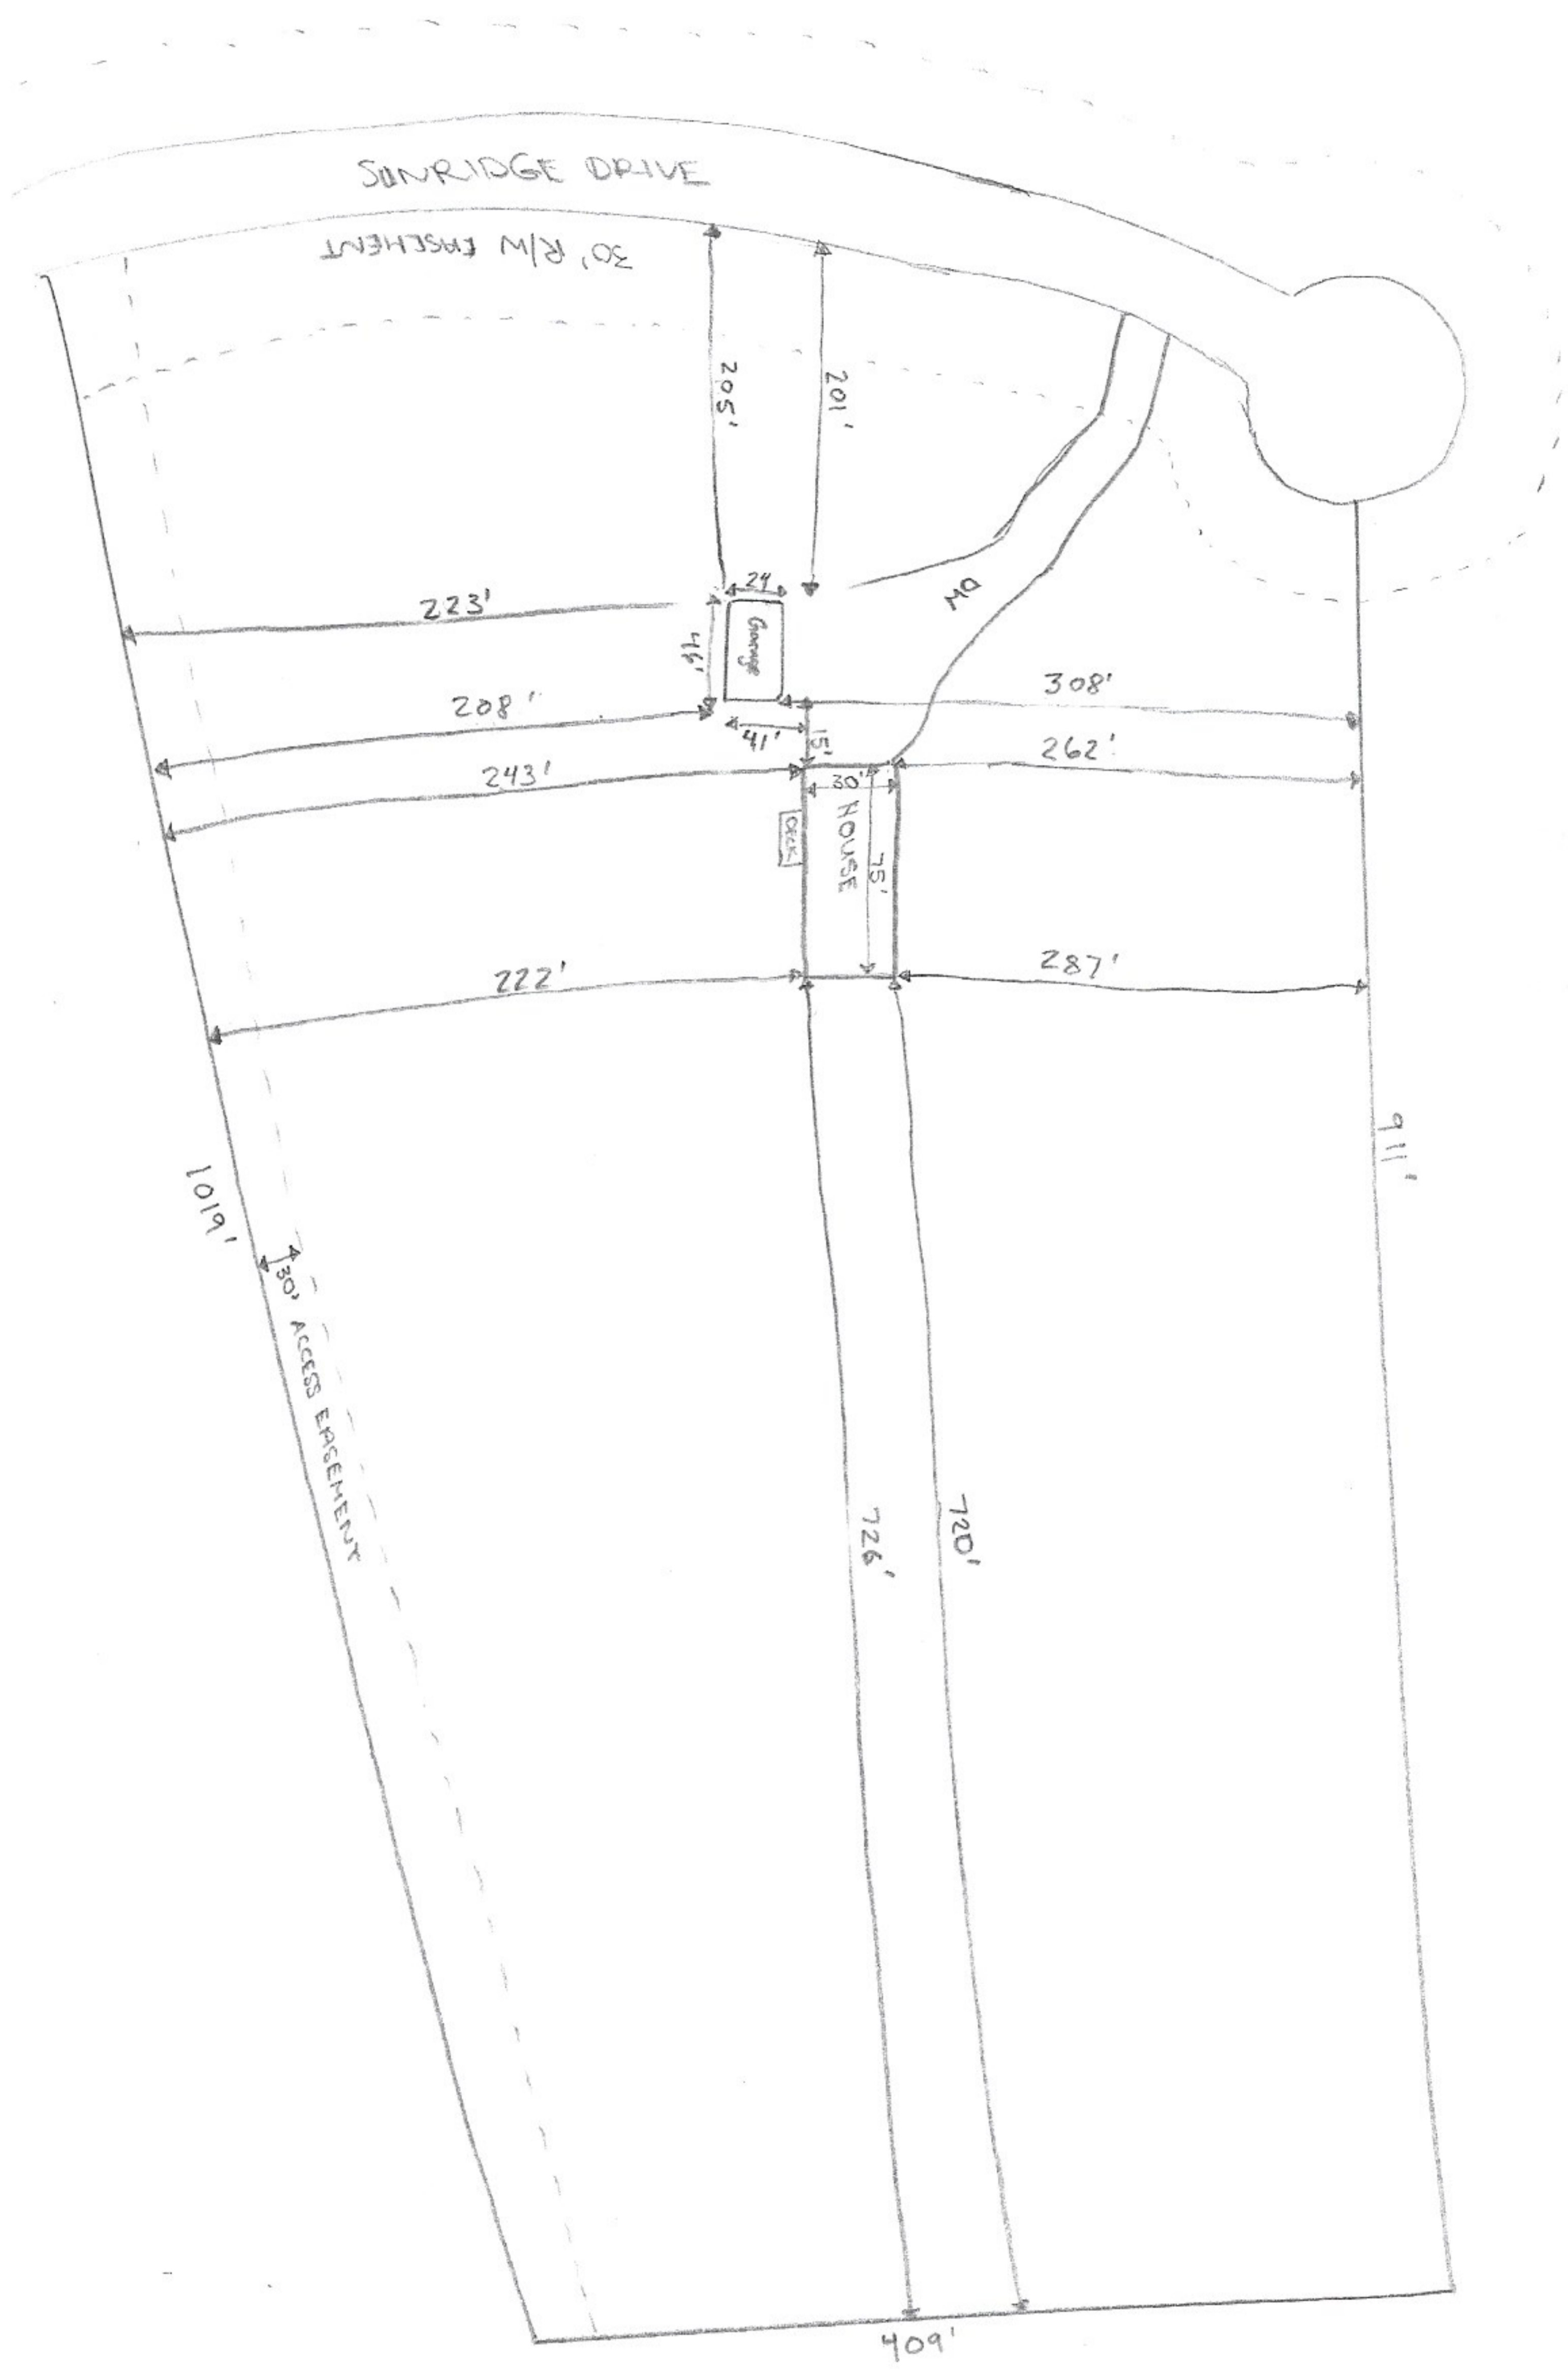 SUNRIDGE DRIVE
30' R/W EASEMENT
205'
201'
24
223'
Garage
46'
DW
308'
208'
41'
15'
262'
243'
30'
DECK
HOUSE
75'
222'
287'
911'
1019'
30' ACCESS EASEMENT
726'
720'
409'